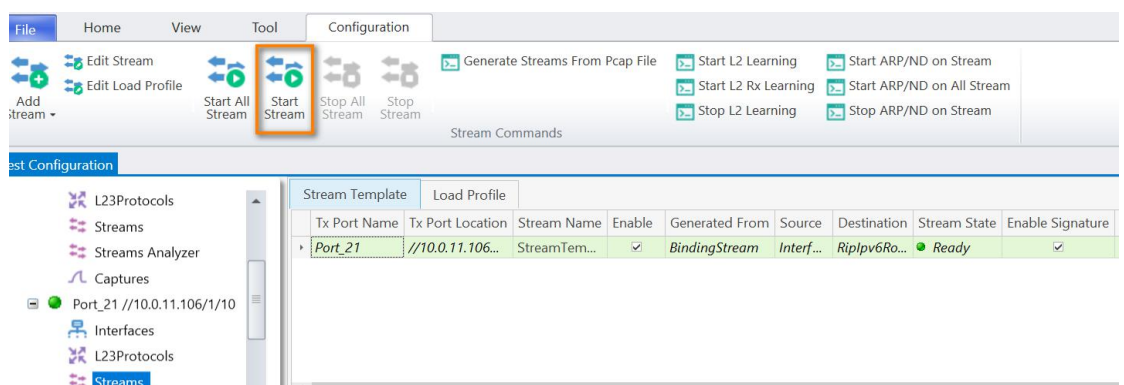 File Home View Tool Configuration
Edit Stream
Edit Load Profile
Add
Stream
Start All
Stream
Start
Stream
Stop All
Stream
Stop
Stream
Generate Streams From Pcap File
Start L2 Learning
Start L2 Rx Learning
Stop L2 Learning
Start ARP/ND on Stream
Start ARP/ND on All Stream
Stop ARP/ND on Stream
Stream Commands
est Configuration
L23Protocols
Streams
Streams Analyzer
Captures
Port_21 //10.0.11.106/1/10
Interfaces
L23Protocols
Streams
Stream Template Load Profile
Tx Port Name Tx Port Location Stream Name Enable Generated From Source Destination Stream State Enable Signature
Port_21 //10.0.11.106... StreamTem... BindingStream Interf... RipIpv6Ro... Ready